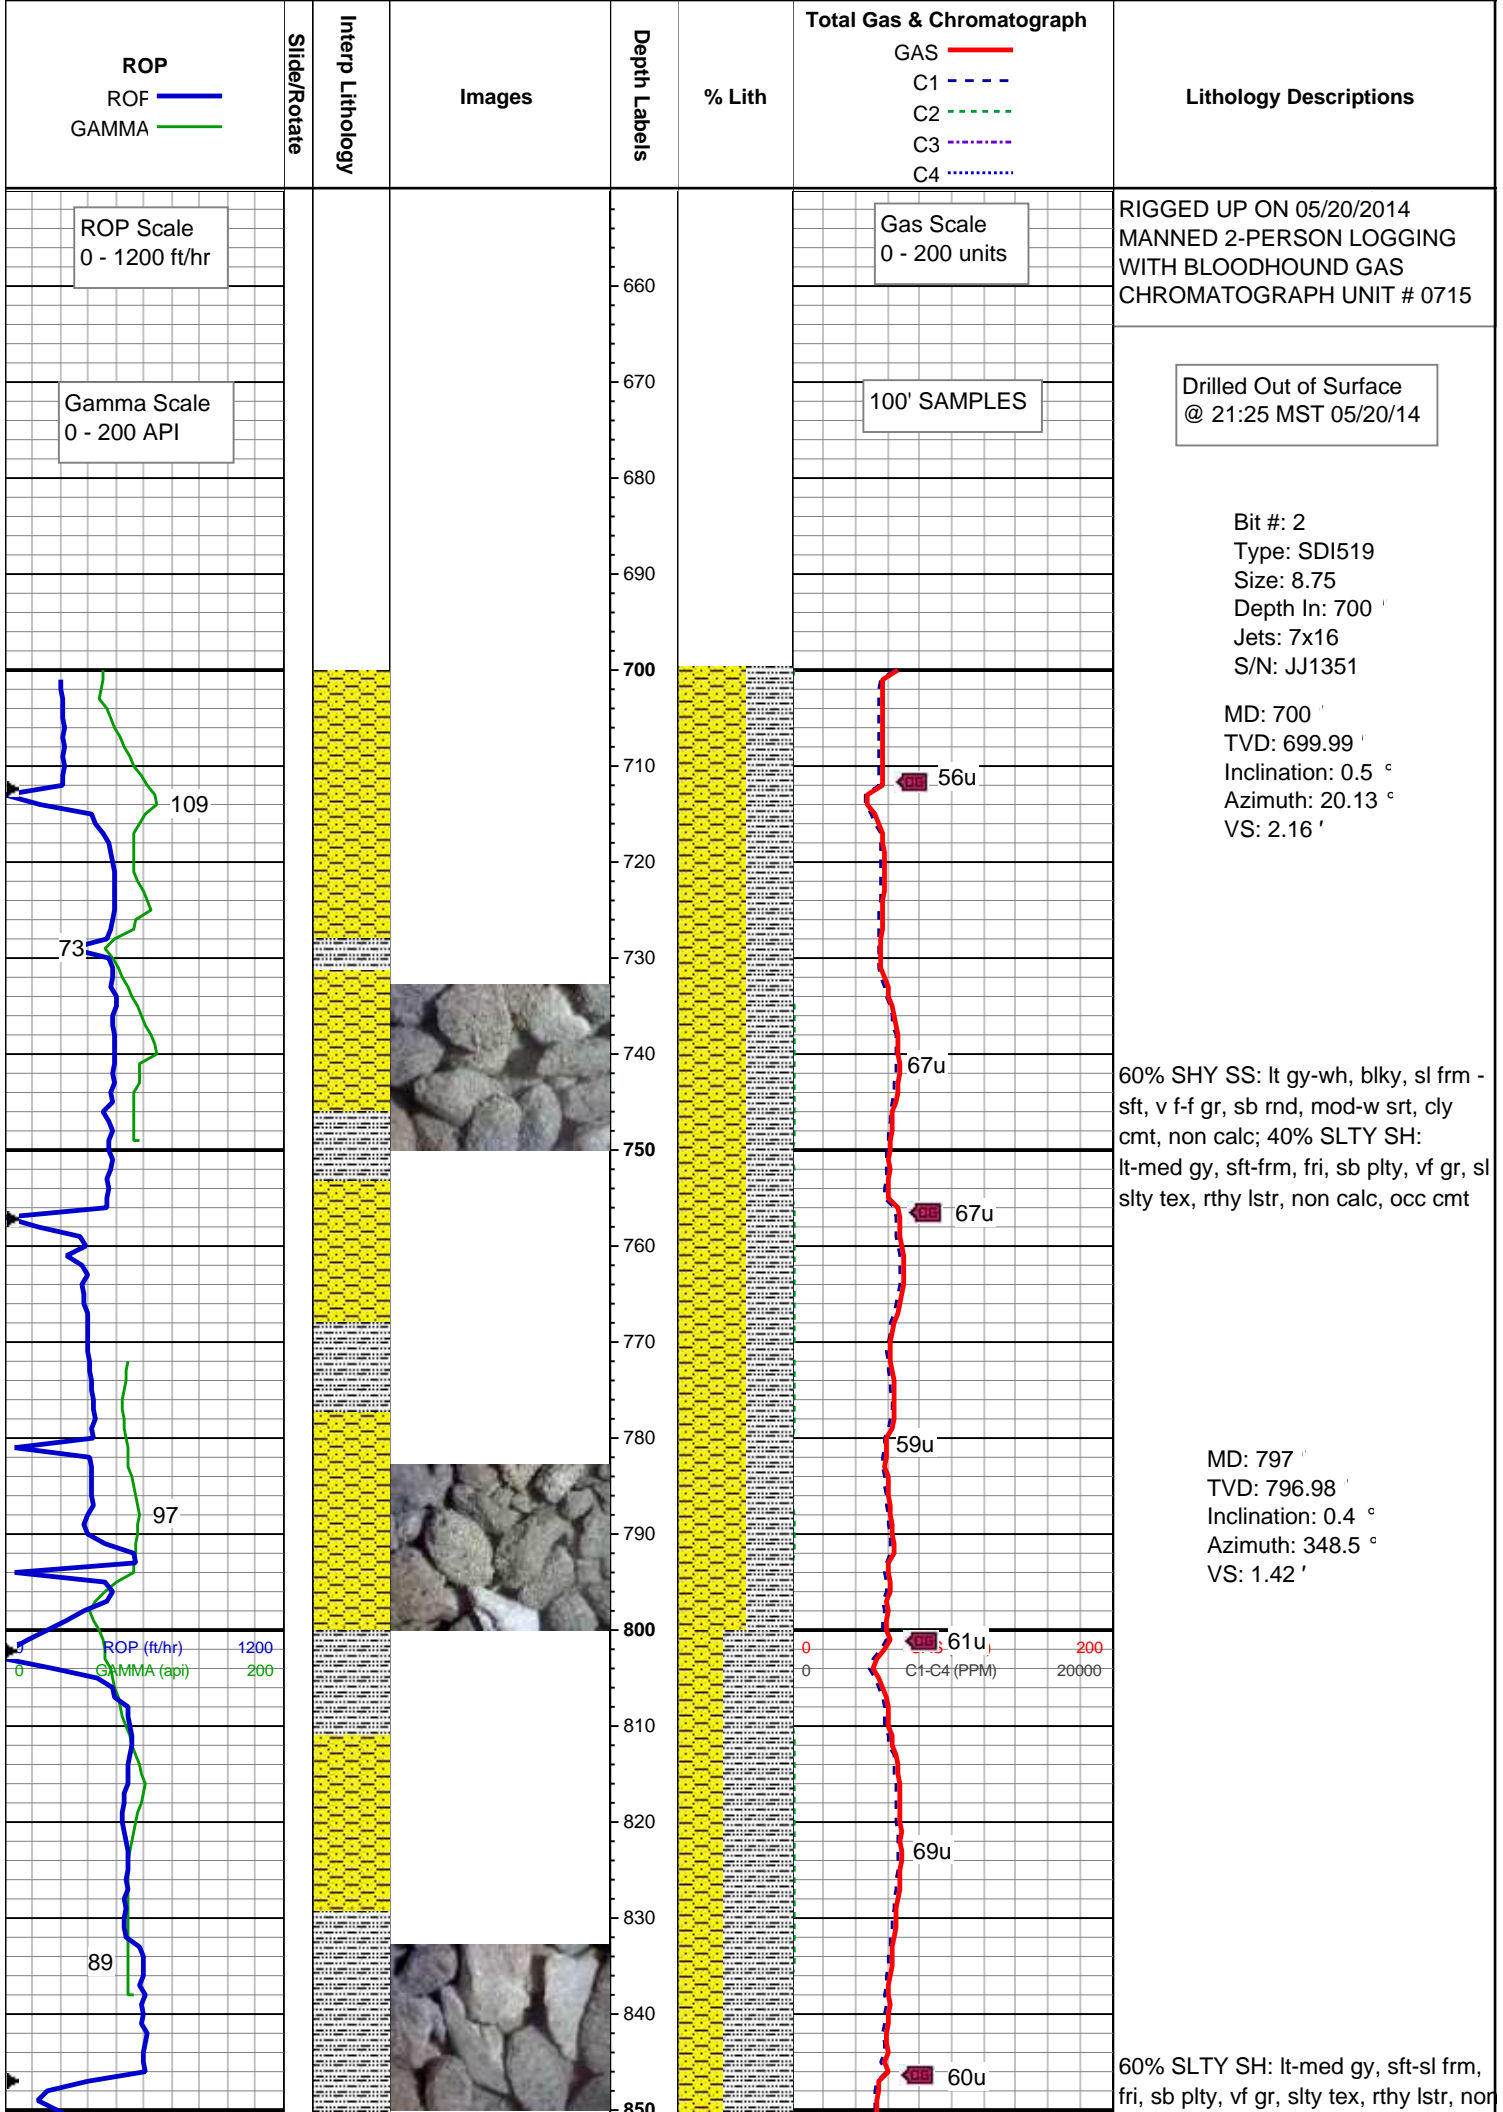 ROP
ROP
GAMMA
Slide/Rotate
Interp Lithology
Images
Depth Labels
% Lith
Total Gas & Chromatograph
GAS
C1
C2
C3
C4
Lithology Descriptions
ROP Scale
0 - 1200 ft/hr
Gamma Scale
0 - 200 API
Gas Scale
0 - 200 units
100' SAMPLES
RIGGED UP ON 05/20/2014
MANNED 2-PERSON LOGGING
WITH BLOODHOUND GAS
CHROMATOGRAPH UNIT # 0715
Drilled Out of Surface
@ 21:25 MST 05/20/14
Bit #: 2
Type: SDI519
Size: 8.75
Depth In: 700 '
Jets: 7x16
S/N: JJ1351
MD: 700 '
TVD: 699.99 '
Inclination: 0.5 °
Azimuth: 20.13 °
VS: 2.16 '
660
670
680
690
700
710
720
730
740
750
760
770
780
790
800
810
820
830
840
850
109
73
97
89
ROP (ft/hr) 1200
0 GAMMA (api) 200
CG 56u
67u
CG 67u
59u
CG 61u
0 200
0 C1-C4 (PPM) 20000
69u
CG 60u
60% SHY SS: lt gy-wh, blky, sl frm -
sft, v f-f gr, sb rnd, mod-w srt, cly
cmt, non calc; 40% SLTY SH:
lt-med gy, sft-frm, fri, sb plty, vf gr, sl
slty tex, rthy lstr, non calc, occ cmt
MD: 797 '
TVD: 796.98 '
Inclination: 0.4 °
Azimuth: 348.5 °
VS: 1.42 '
60% SLTY SH: lt-med gy, sft-sl frm,
fri, sb plty, vf gr, slty tex, rthy lstr, non